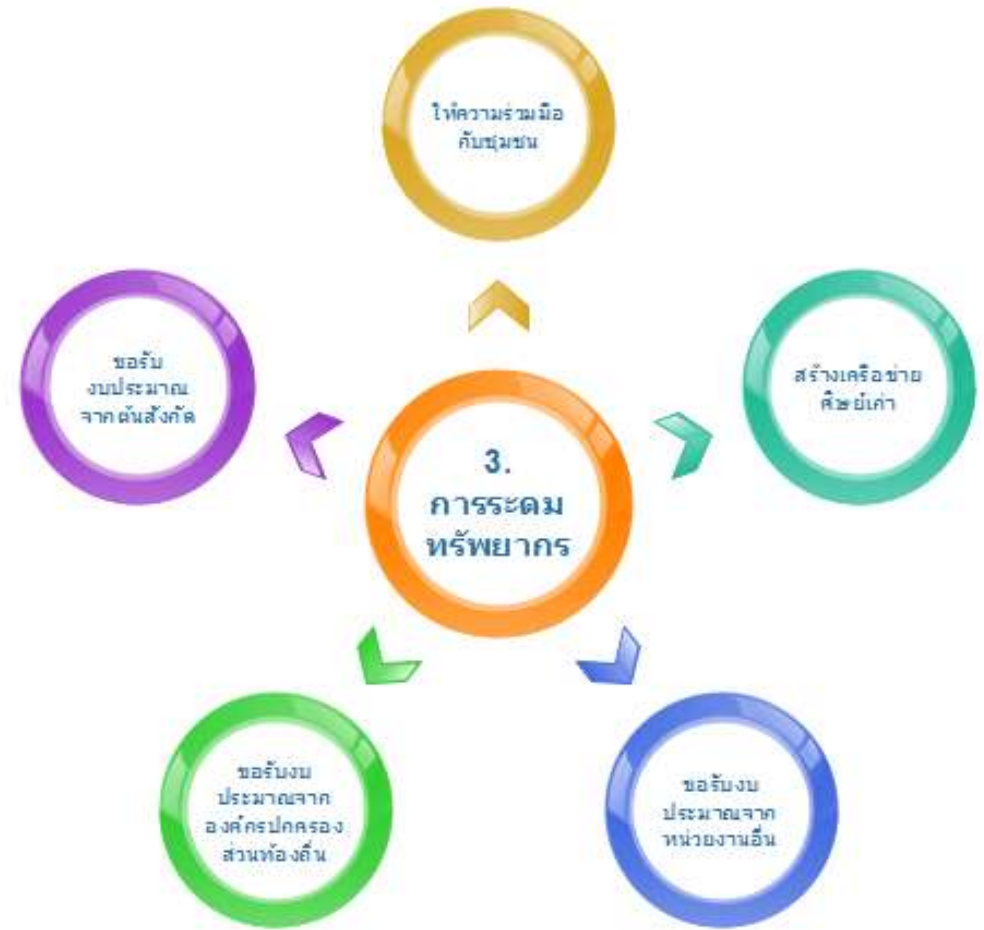 ให้ความร่วมมือ
กับชุมชน
สร้างเครือข่าย
ศิษย์เก่า
ขอรับ
งบประมาณ
จากต้นสังกัด
3.
การระดม
ทรัพยากร
ขอรับงบ
ประมาณจาก
องค์กรปกครอง
ส่วนท้องถิ่น
ขอรับงบ
ประมาณจาก
หน่วยงานอื่น